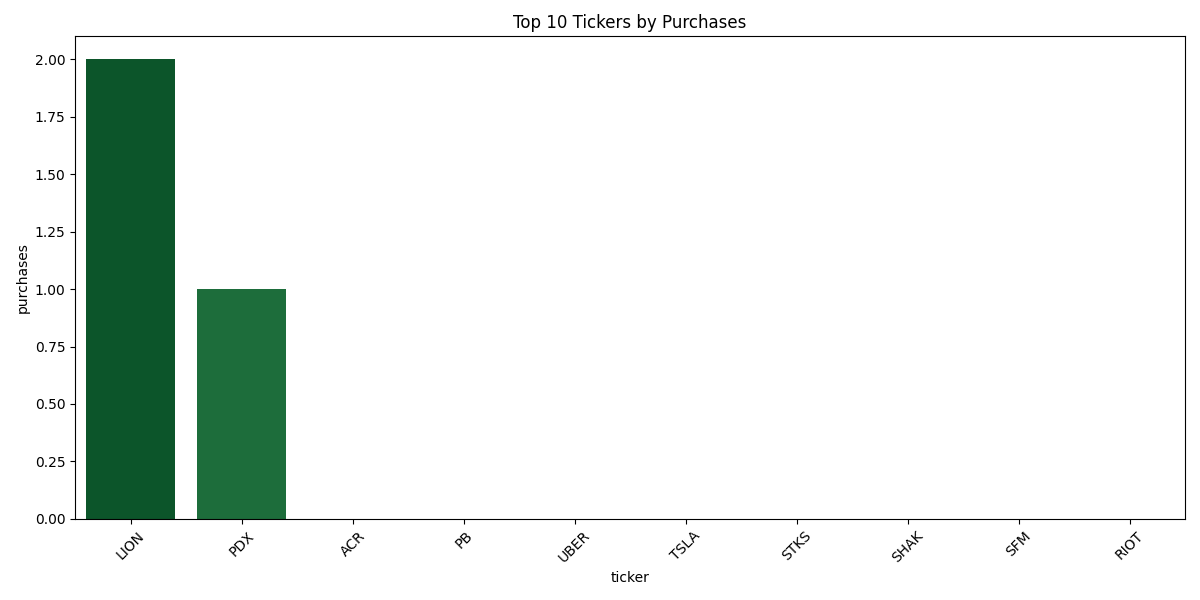 Top 10 Tickers by Purchases
purchases
2.00
1.75
1.50
1.25
1.00
0.75
0.50
0.25
0.00
LION PDX ACR PB UBER TSLA STKS SHAK SFM RIOT
ticker